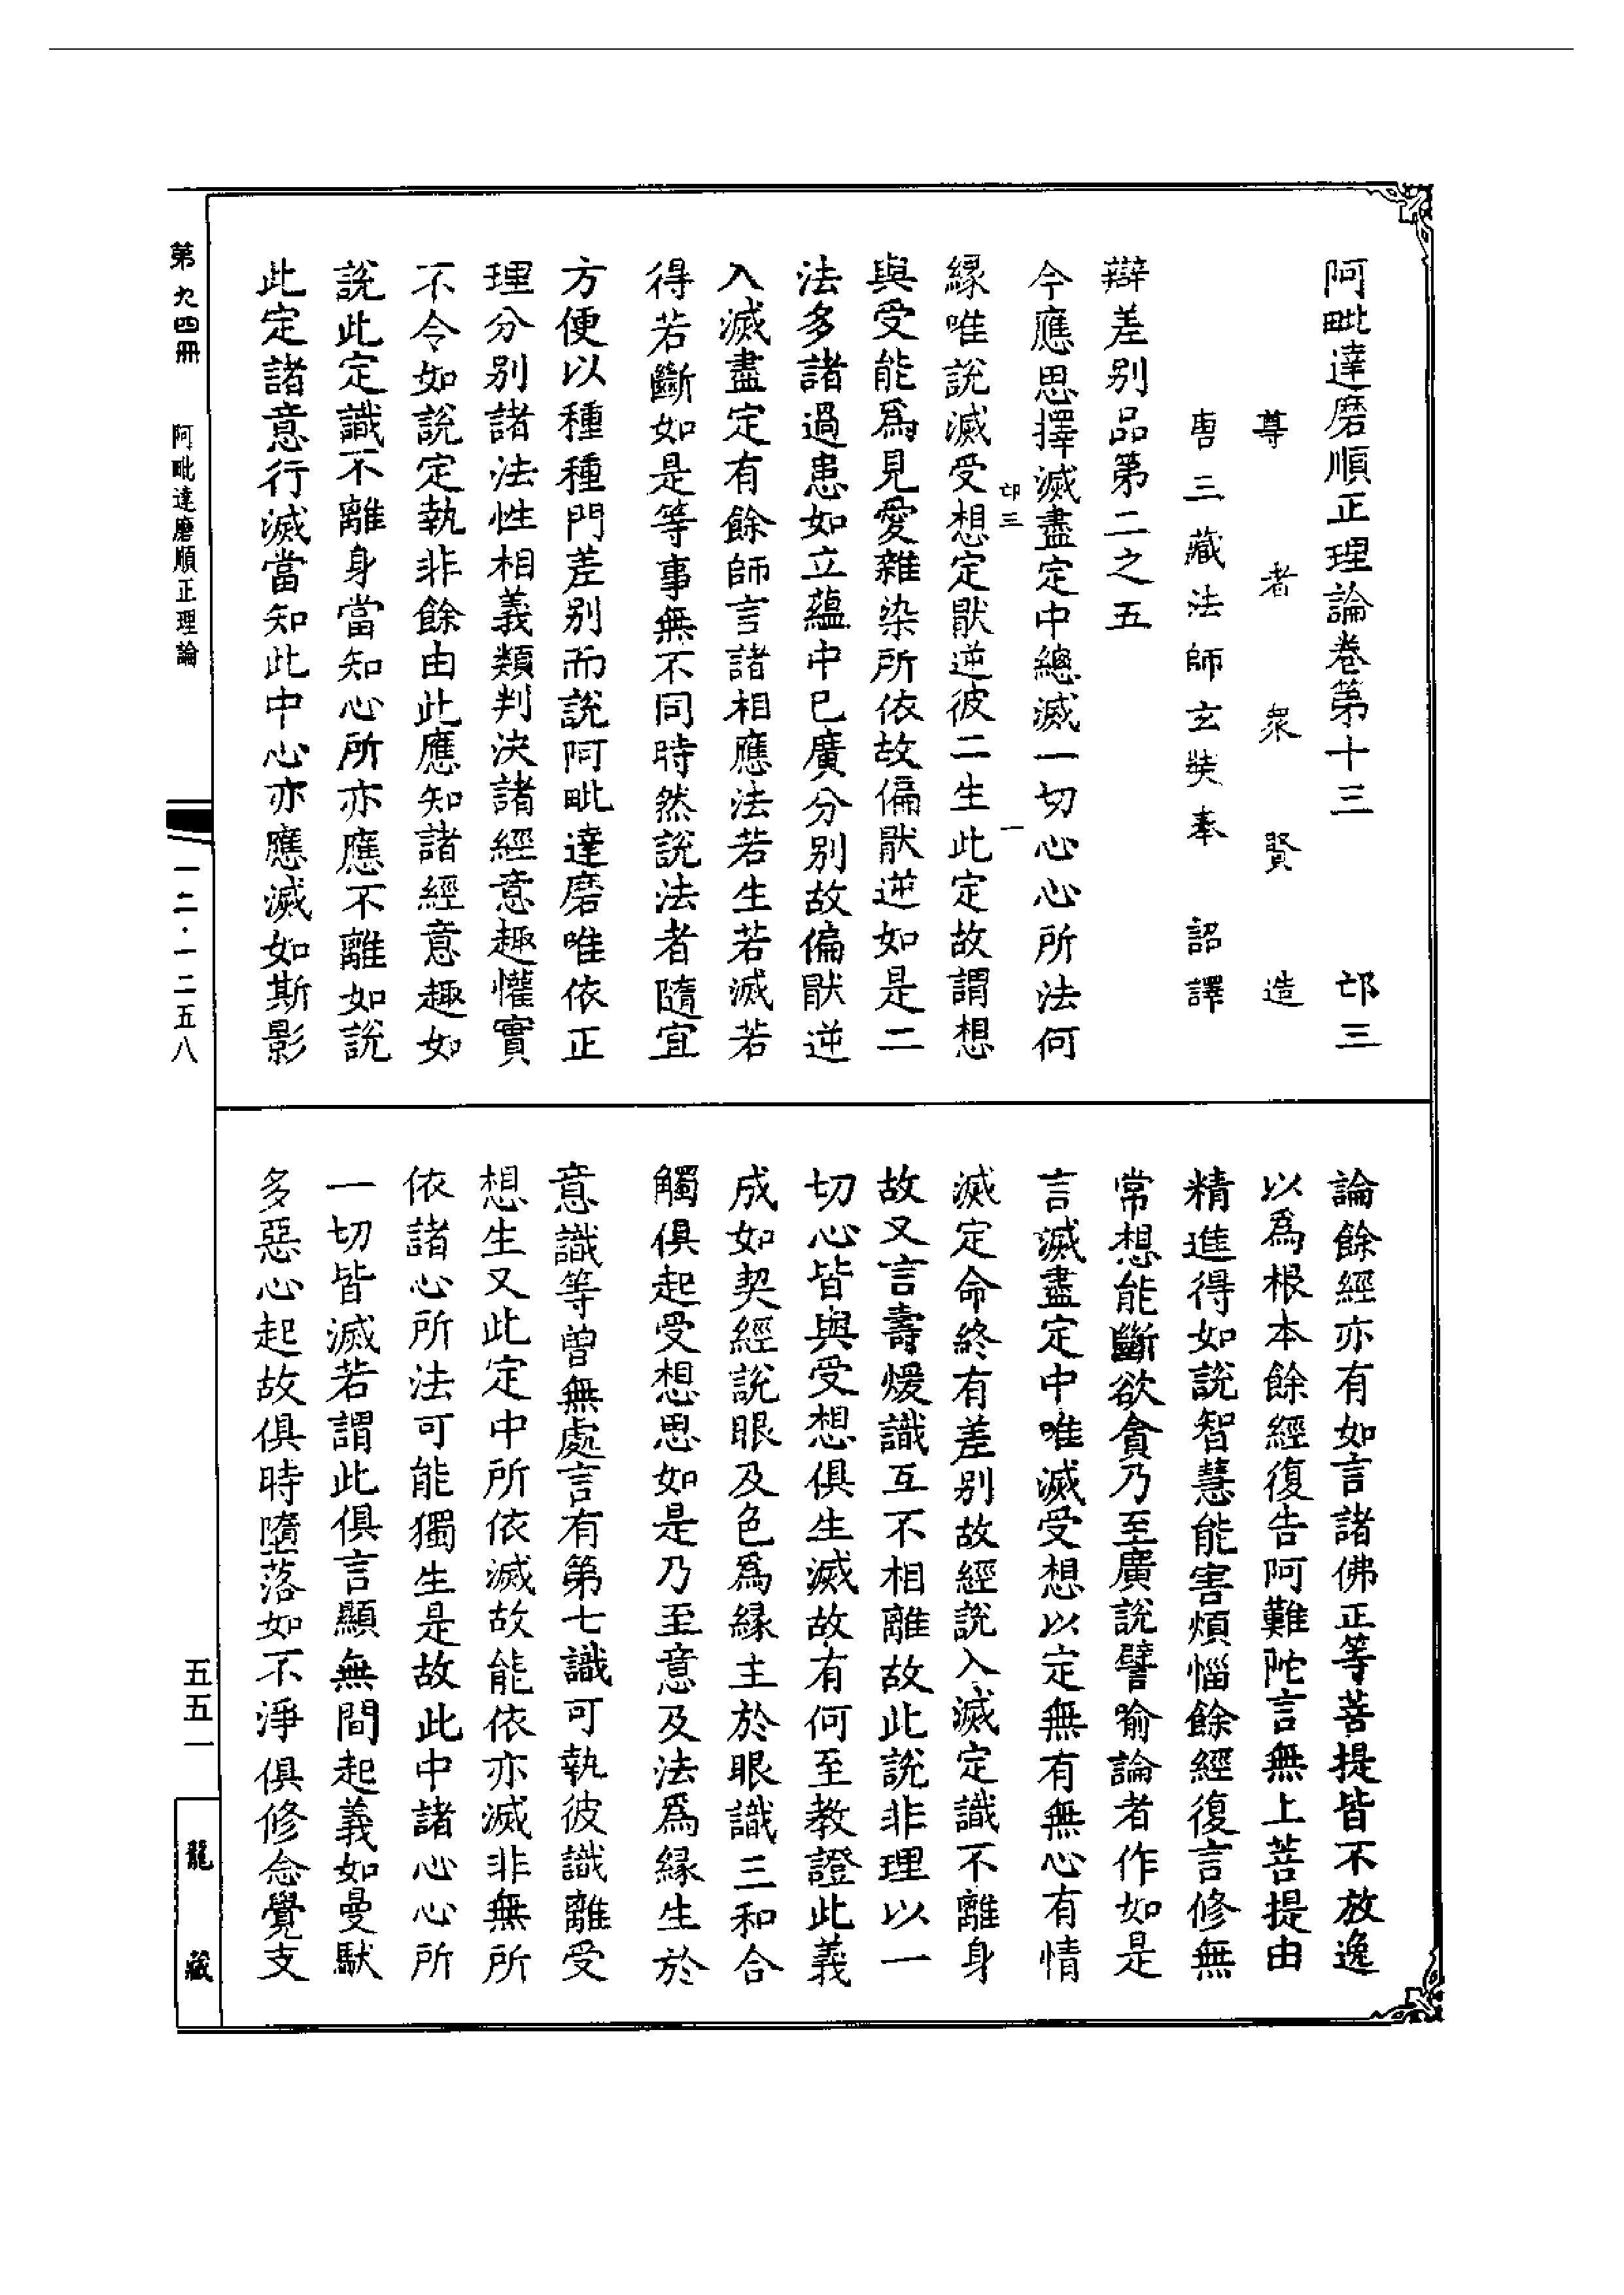 阿毗達磨順正理論卷第十三　邙三
尊者衆賢造
唐三藏法師玄奘奉　詔譯
辯差别品第二之五
今應思擇滅盡定中總滅一切心心所法何
邙三　一
緣唯說滅受想定猒逆彼二生此定故謂想
與受能爲見愛雜染所依故偏猒逆如是二
法多諸過患如立蘊中已廣分别故偏猒逆
入滅盡定有餘師言諸相應法若生若滅若
得若斷如是等事無不同時然說法者隨宜
方便以種種門差别而說阿毗達磨唯依正
理分别諸法性相義類判決諸經意趣懼實
不令如說定執非餘由此應知諸經意趣如
說此定識不離身當知心所亦應不離如說
此定諸意行滅當知此中心亦應滅如斯影
論餘經亦有如言諸佛正等菩提皆不放逸
以爲根本餘經復告阿難陀言無上菩提由
精進得如說智慧能害煩惱餘經復言修無
常想能斷欲貪乃至廣說譬喻論者作如是
言滅盡定中唯滅受想以定無有無心有情
滅定命終有差别故經說入滅定識不離身
故又言壽煖識互不相離故此說非理以一
切心皆與受想俱生滅故有何至教證此義
成如契經說眼及色爲緣主於眼識三和合
觸俱起受想思如是乃至意及法爲緣生於
意識等曾無處言有第七識可執彼識離受
想生又此定中所依滅故能依亦滅非無所
依諸心所法可能獨生是故此中諸心心所
一切皆滅若謂此俱言顯無間起義如曼馱
多惡心起故俱時墮落如不淨俱修念覺支
第九四冊　阿毗達磨順正理論
一二·一二五八
五五一
龍藏